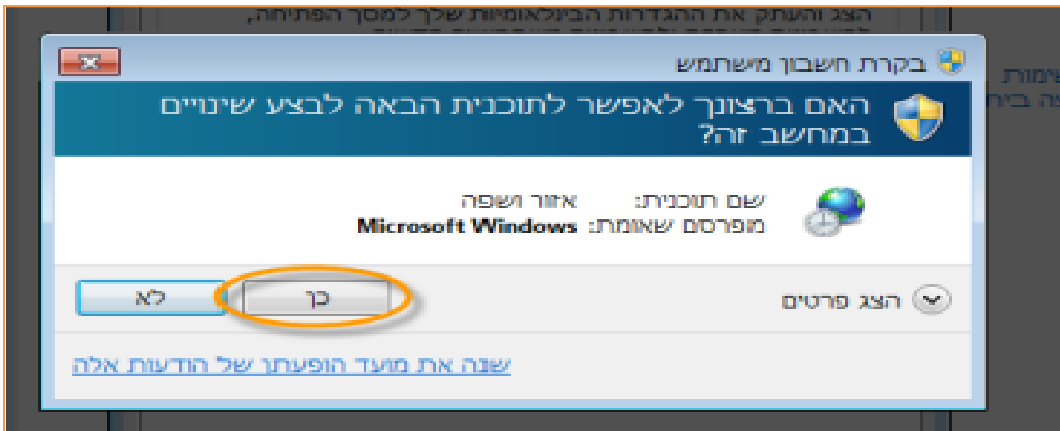 הצג והעתק את ההגדרות הבינלאומיות שלך למסך הפתיחה,
בקרת חשבון משתמש
האם ברצונך לאפשר לתוכנית הבאה לבצע שינויים
במחשב זה?
שם תוכנית: אזור ושפה
מפרסם שאומת: Microsoft Windows
הצג פרטים
כן
לא
שנה את מועד הופעתן של הודעות אלה